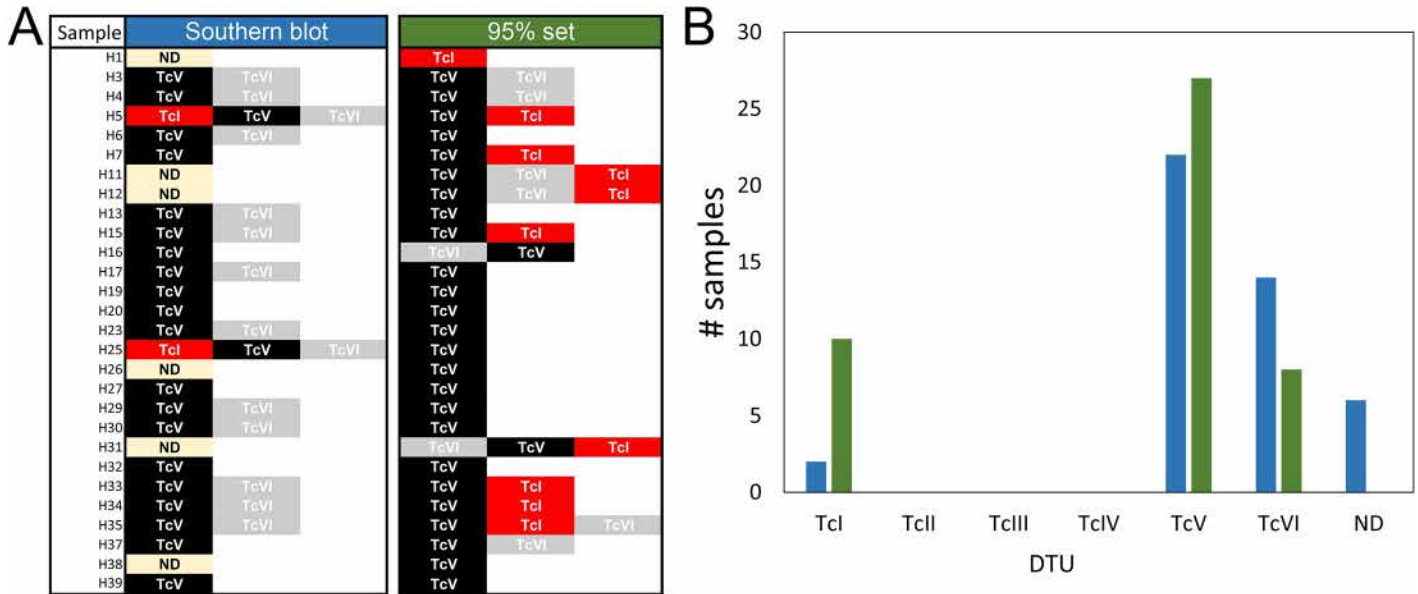 A
Sample Southern blot 95% set
H1 ND TcI
H3 TcV TcVI TcV TcVI
H4 TcV TcVI TcV TcVI
H5 TcI TcV TcVI TcV TcI
H6 TcV TcVI TcV
H7 TcV TcV TcI
H11 ND TcV TcVI TcI
H12 ND TcV TcVI TcI
H13 TcV TcVI TcV
H15 TcV TcVI TcV TcI
H16 TcV TcVI TcV
H17 TcV TcVI TcV
H19 TcV TcV
H20 TcV TcV
H23 TcV TcVI TcV
H25 TcI TcV TcVI TcV
H26 ND TcV
H27 TcV TcV
H29 TcV TcVI TcV
H30 TcV TcVI TcV
H31 ND TcVI TcV TcI
H32 TcV TcV
H33 TcV TcVI TcV TcI
H34 TcV TcVI TcV TcI
H35 TcV TcVI TcV TcI TcVI
H37 TcV TcV TcVI
H38 ND TcV
H39 TcV TcV
B
# samples
30
25
20
15
10
5
0
TcI TcII TcIII TcIV TcV TcVI ND
DTU